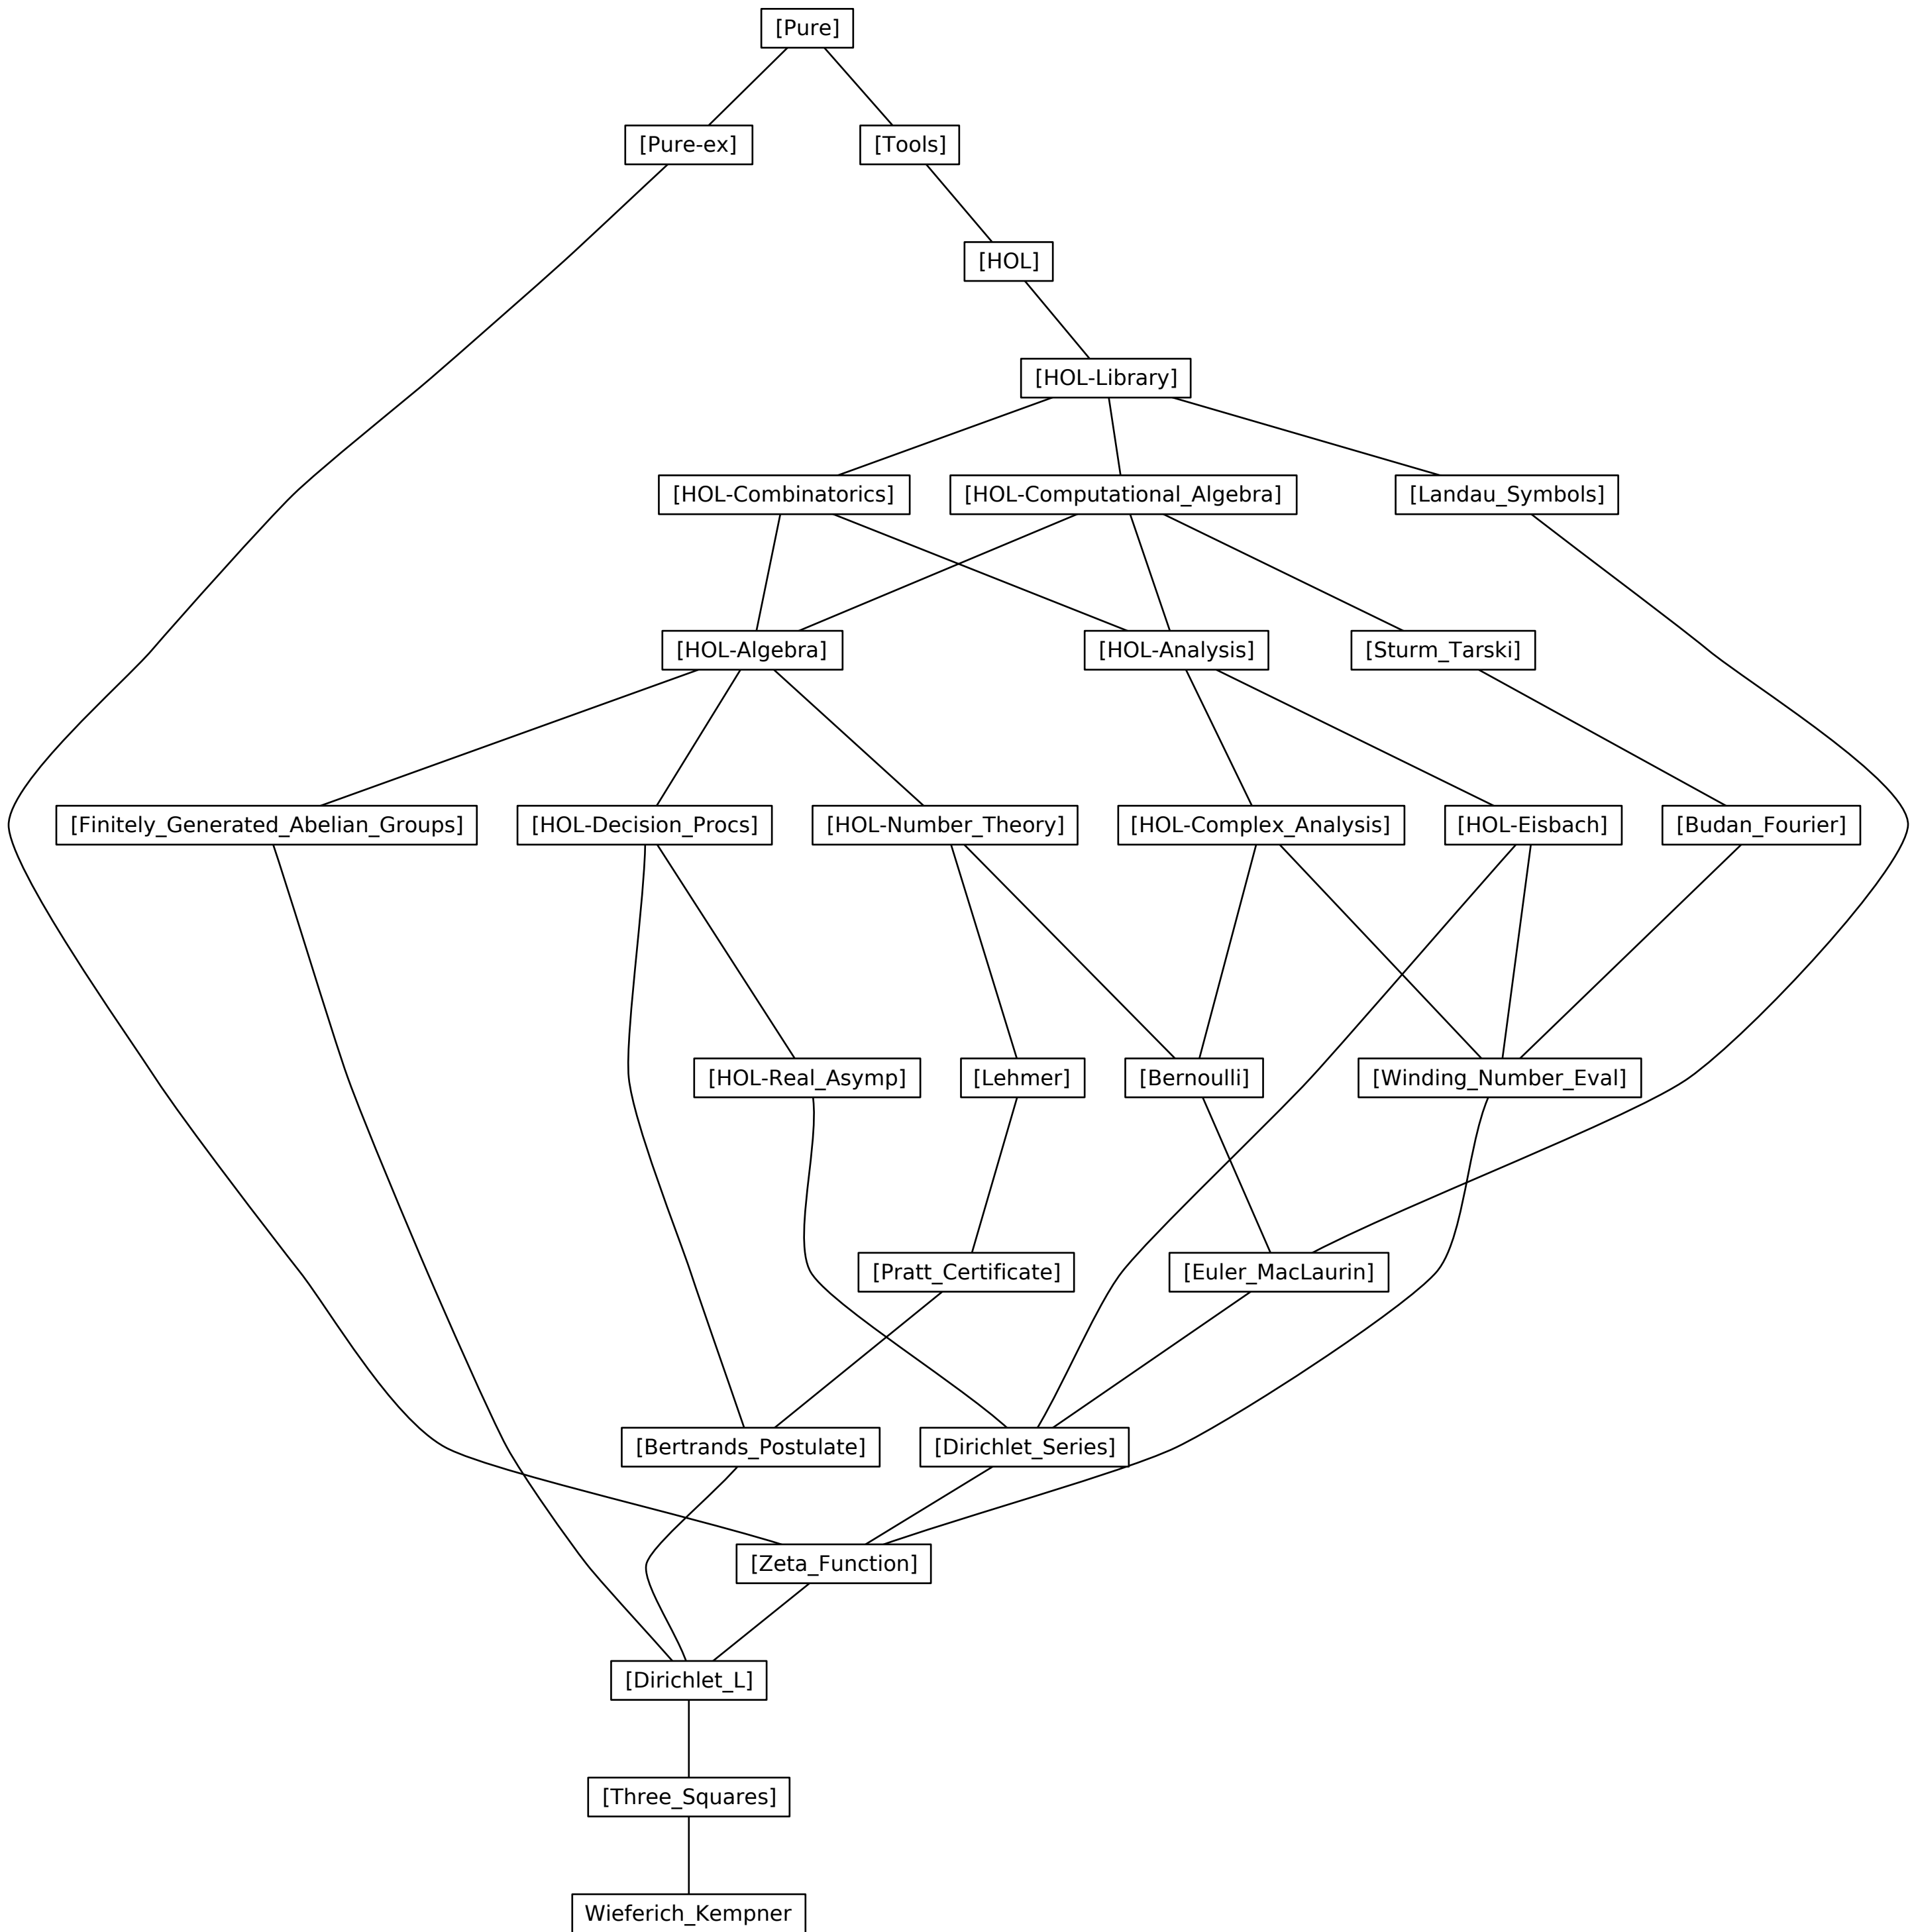 [Pure]
[Pure-ex]
[Tools]
[HOL]
[HOL-Library]
[HOL-Combinatorics]
[HOL-Computational_Algebra]
[Landau_Symbols]
[HOL-Algebra]
[HOL-Analysis]
[Sturm_Tarski]
[Finitely_Generated_Abelian_Groups]
[HOL-Decision_Procs]
[HOL-Number_Theory]
[HOL-Complex_Analysis]
[HOL-Eisbach]
[Budan_Fourier]
[HOL-Real_Asymp]
[Lehmer]
[Bernoulli]
[Winding_Number_Eval]
[Pratt_Certificate]
[Euler_MacLaurin]
[Bertrands_Postulate]
[Dirichlet_Series]
[Zeta_Function]
[Dirichlet_L]
[Three_Squares]
Wieferich_Kempner